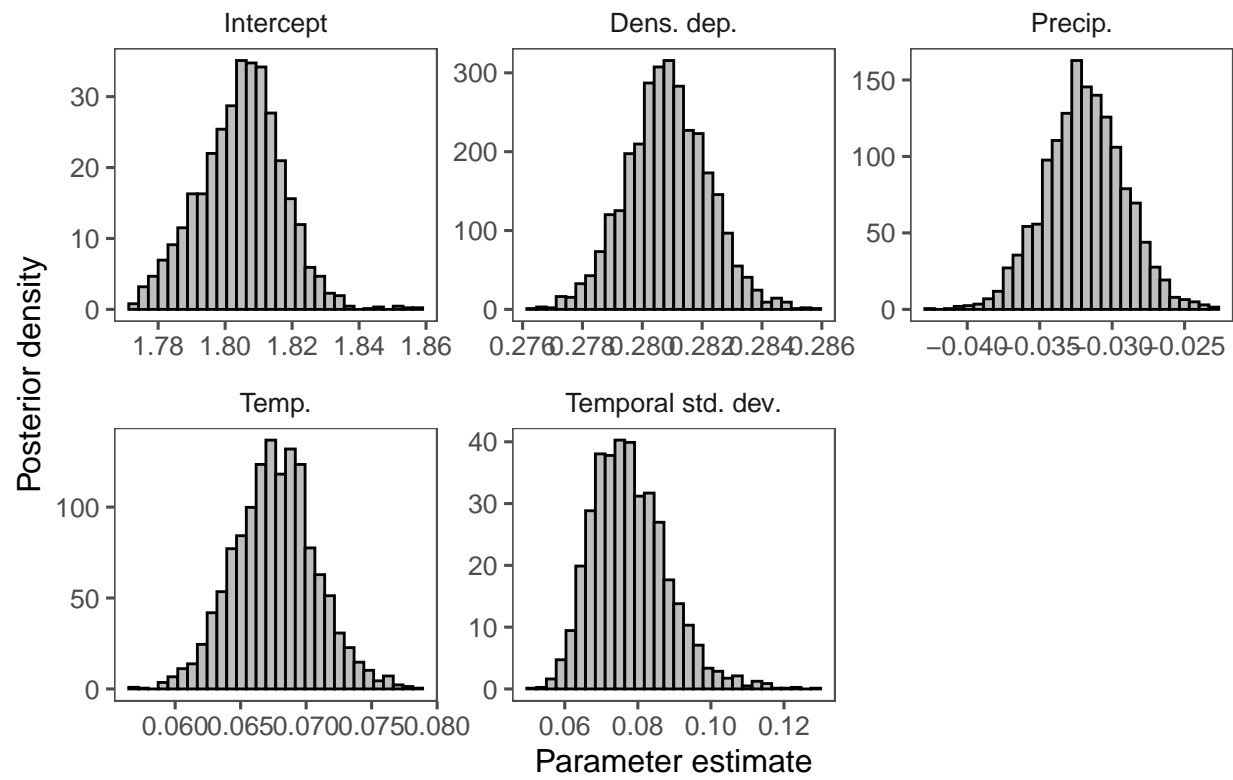 Intercept
Dens. dep.
Precip.
30
20
10
0
300
200
100
0
150
100
50
0
1.78 1.80 1.82 1.84 1.86
0.276 0.278 0.280 0.282 0.284 0.286
−0.040 −0.035 −0.030 −0.025
Posterior density
Temp.
Temporal std. dev.
100
50
0
40
30
20
10
0
0.060 0.065 0.070 0.075 0.080
0.06 0.08 0.10 0.12
Parameter estimate